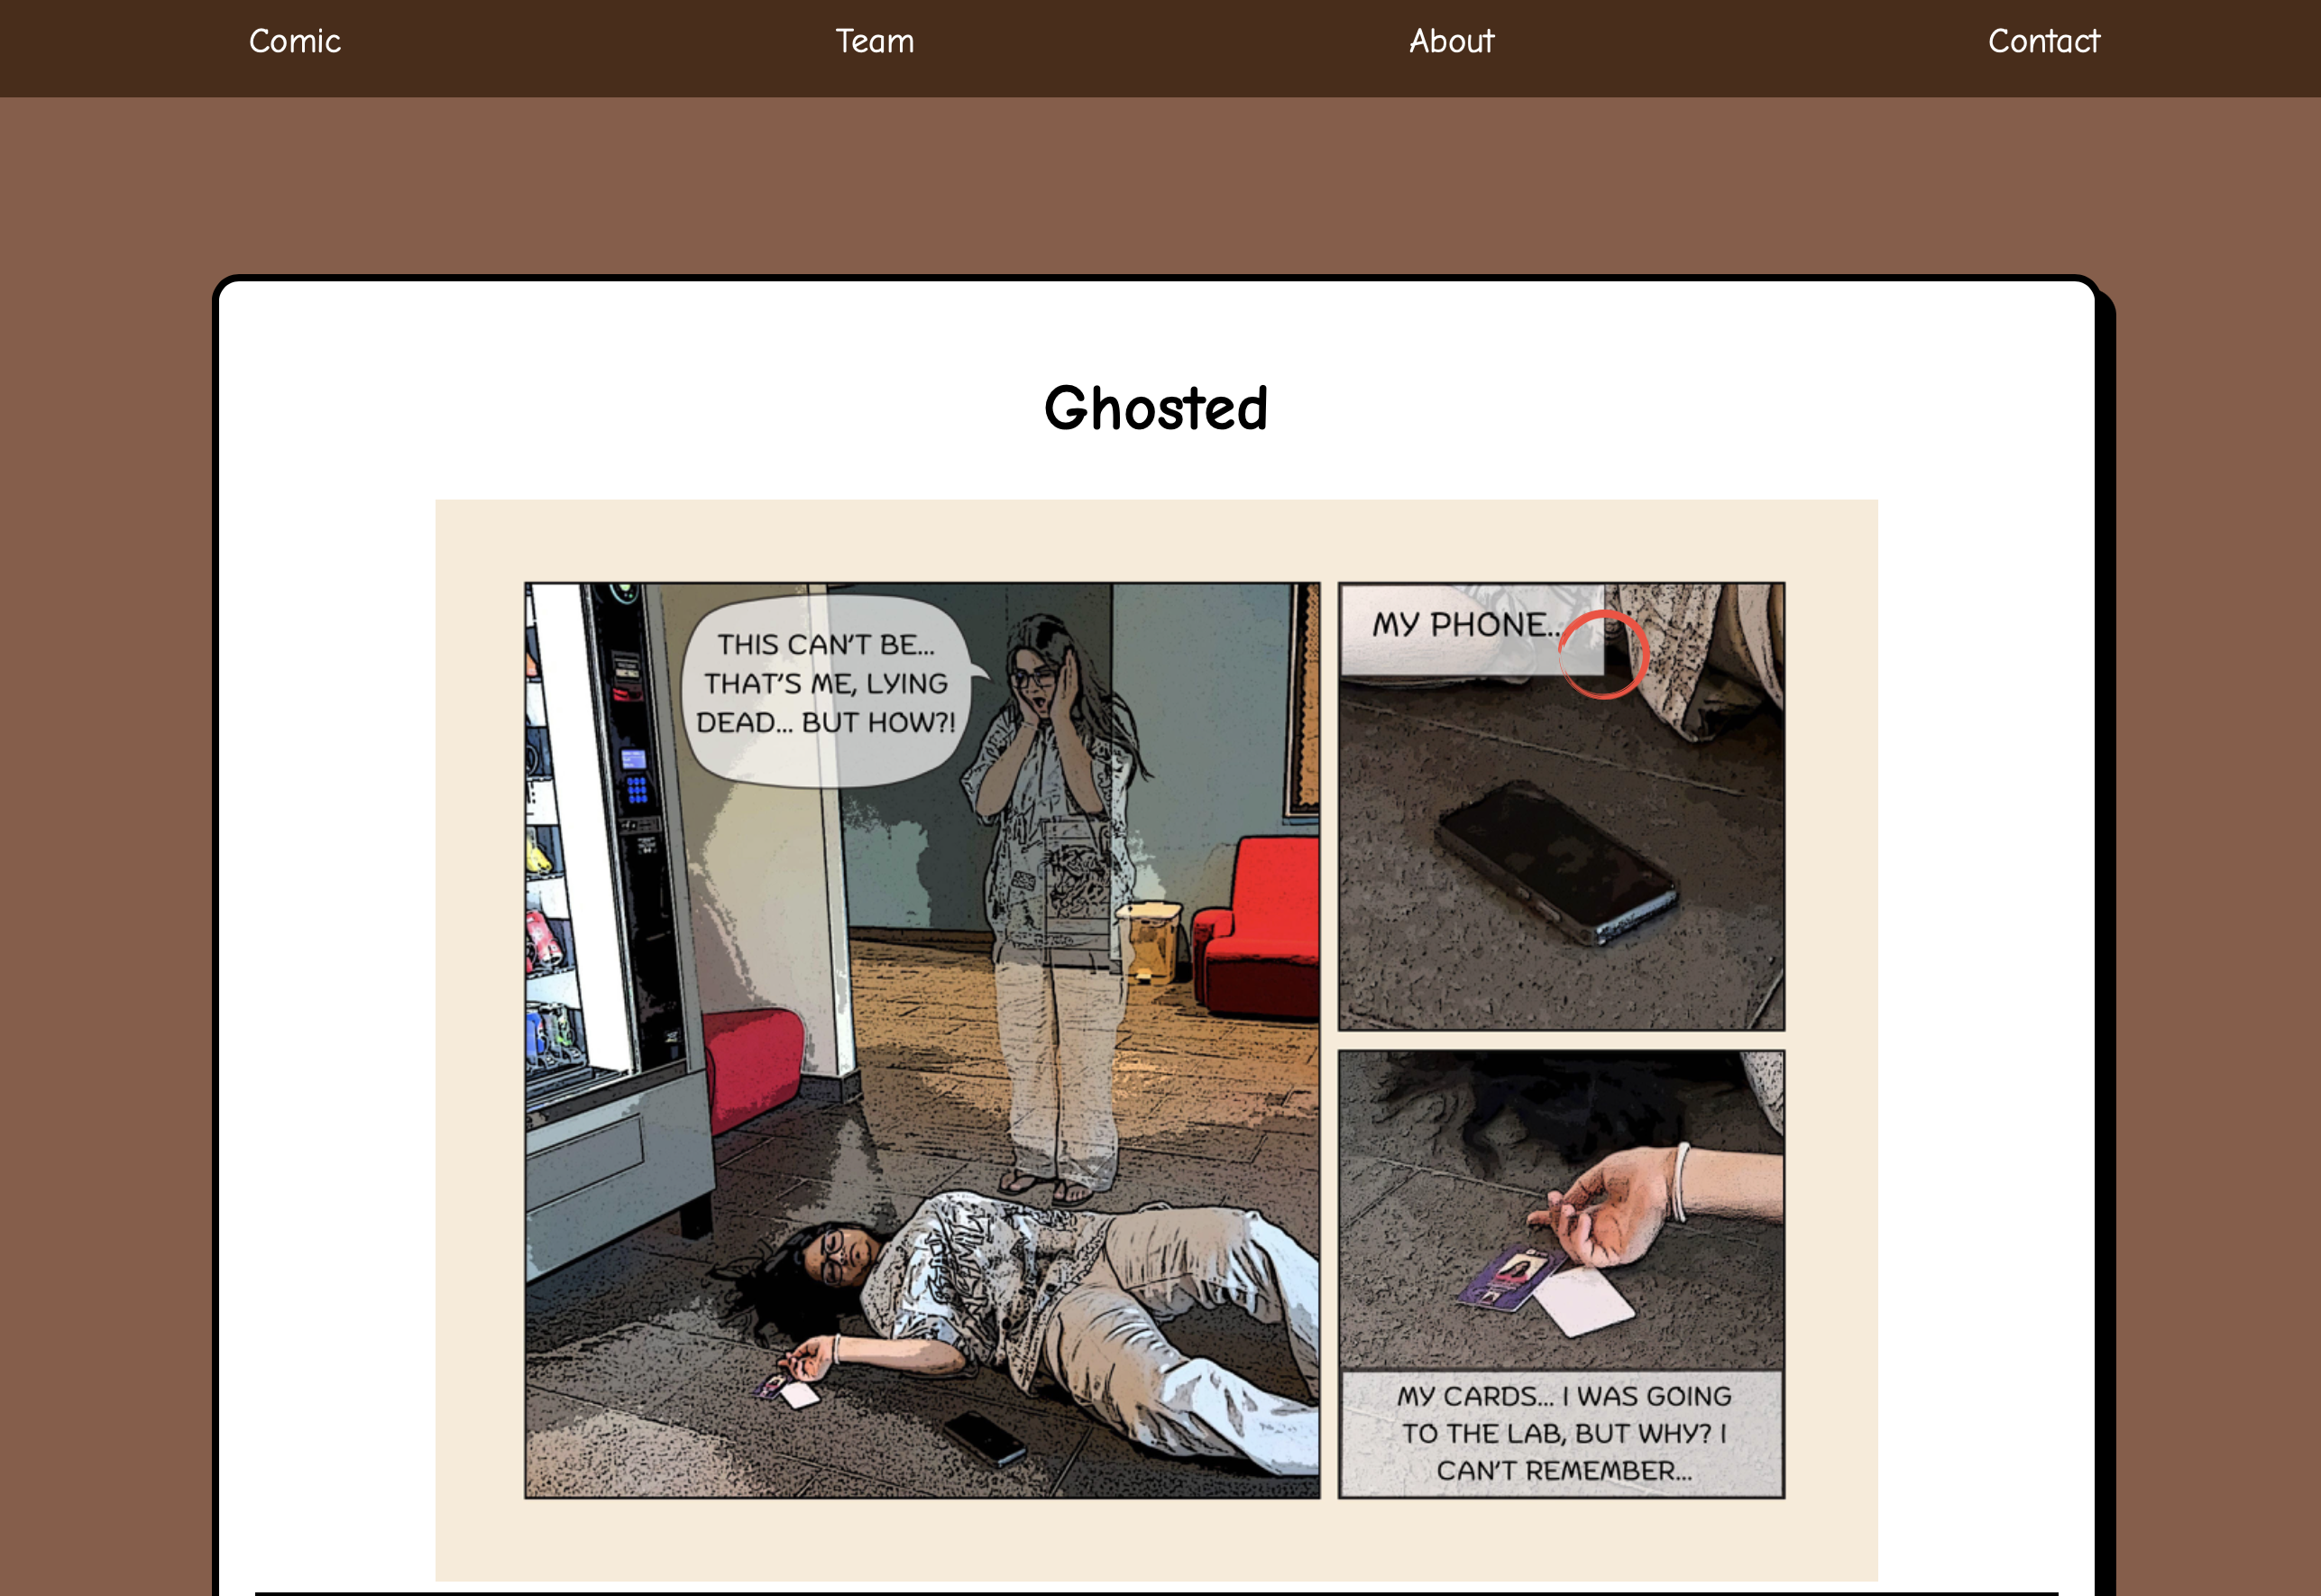 Comic
Team
About
Contact
Ghosted
THIS CAN'T BE...
THAT'S ME, LYING
DEAD... BUT HOW?!
MY PHONE..
MY CARDS... I WAS GOING
TO THE LAB, BUT WHY? I
CAN'T REMEMBER...